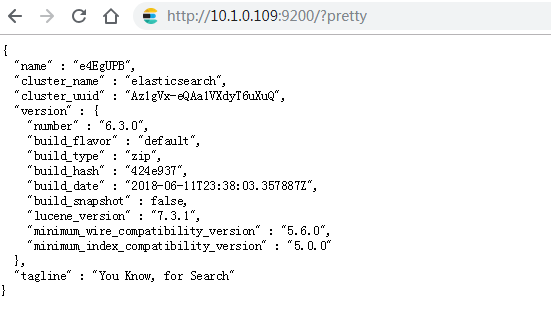 http://10.1.0.109:9200/?pretty
{
  "name" : "e4EgUPB",
  "cluster_name" : "elasticsearch",
  "cluster_uuid" : "Az1gVx-eQAa1VXdyT6uXuQ",
  "version" : {
    "number" : "6.3.0",
    "build_flavor" : "default",
    "build_type" : "zip",
    "build_hash" : "424e937",
    "build_date" : "2018-06-11T23:38:03.357887Z",
    "build_snapshot" : false,
    "lucene_version" : "7.3.1",
    "minimum_wire_compatibility_version" : "5.6.0",
    "minimum_index_compatibility_version" : "5.0.0"
  },
  "tagline" : "You Know, for Search"
}